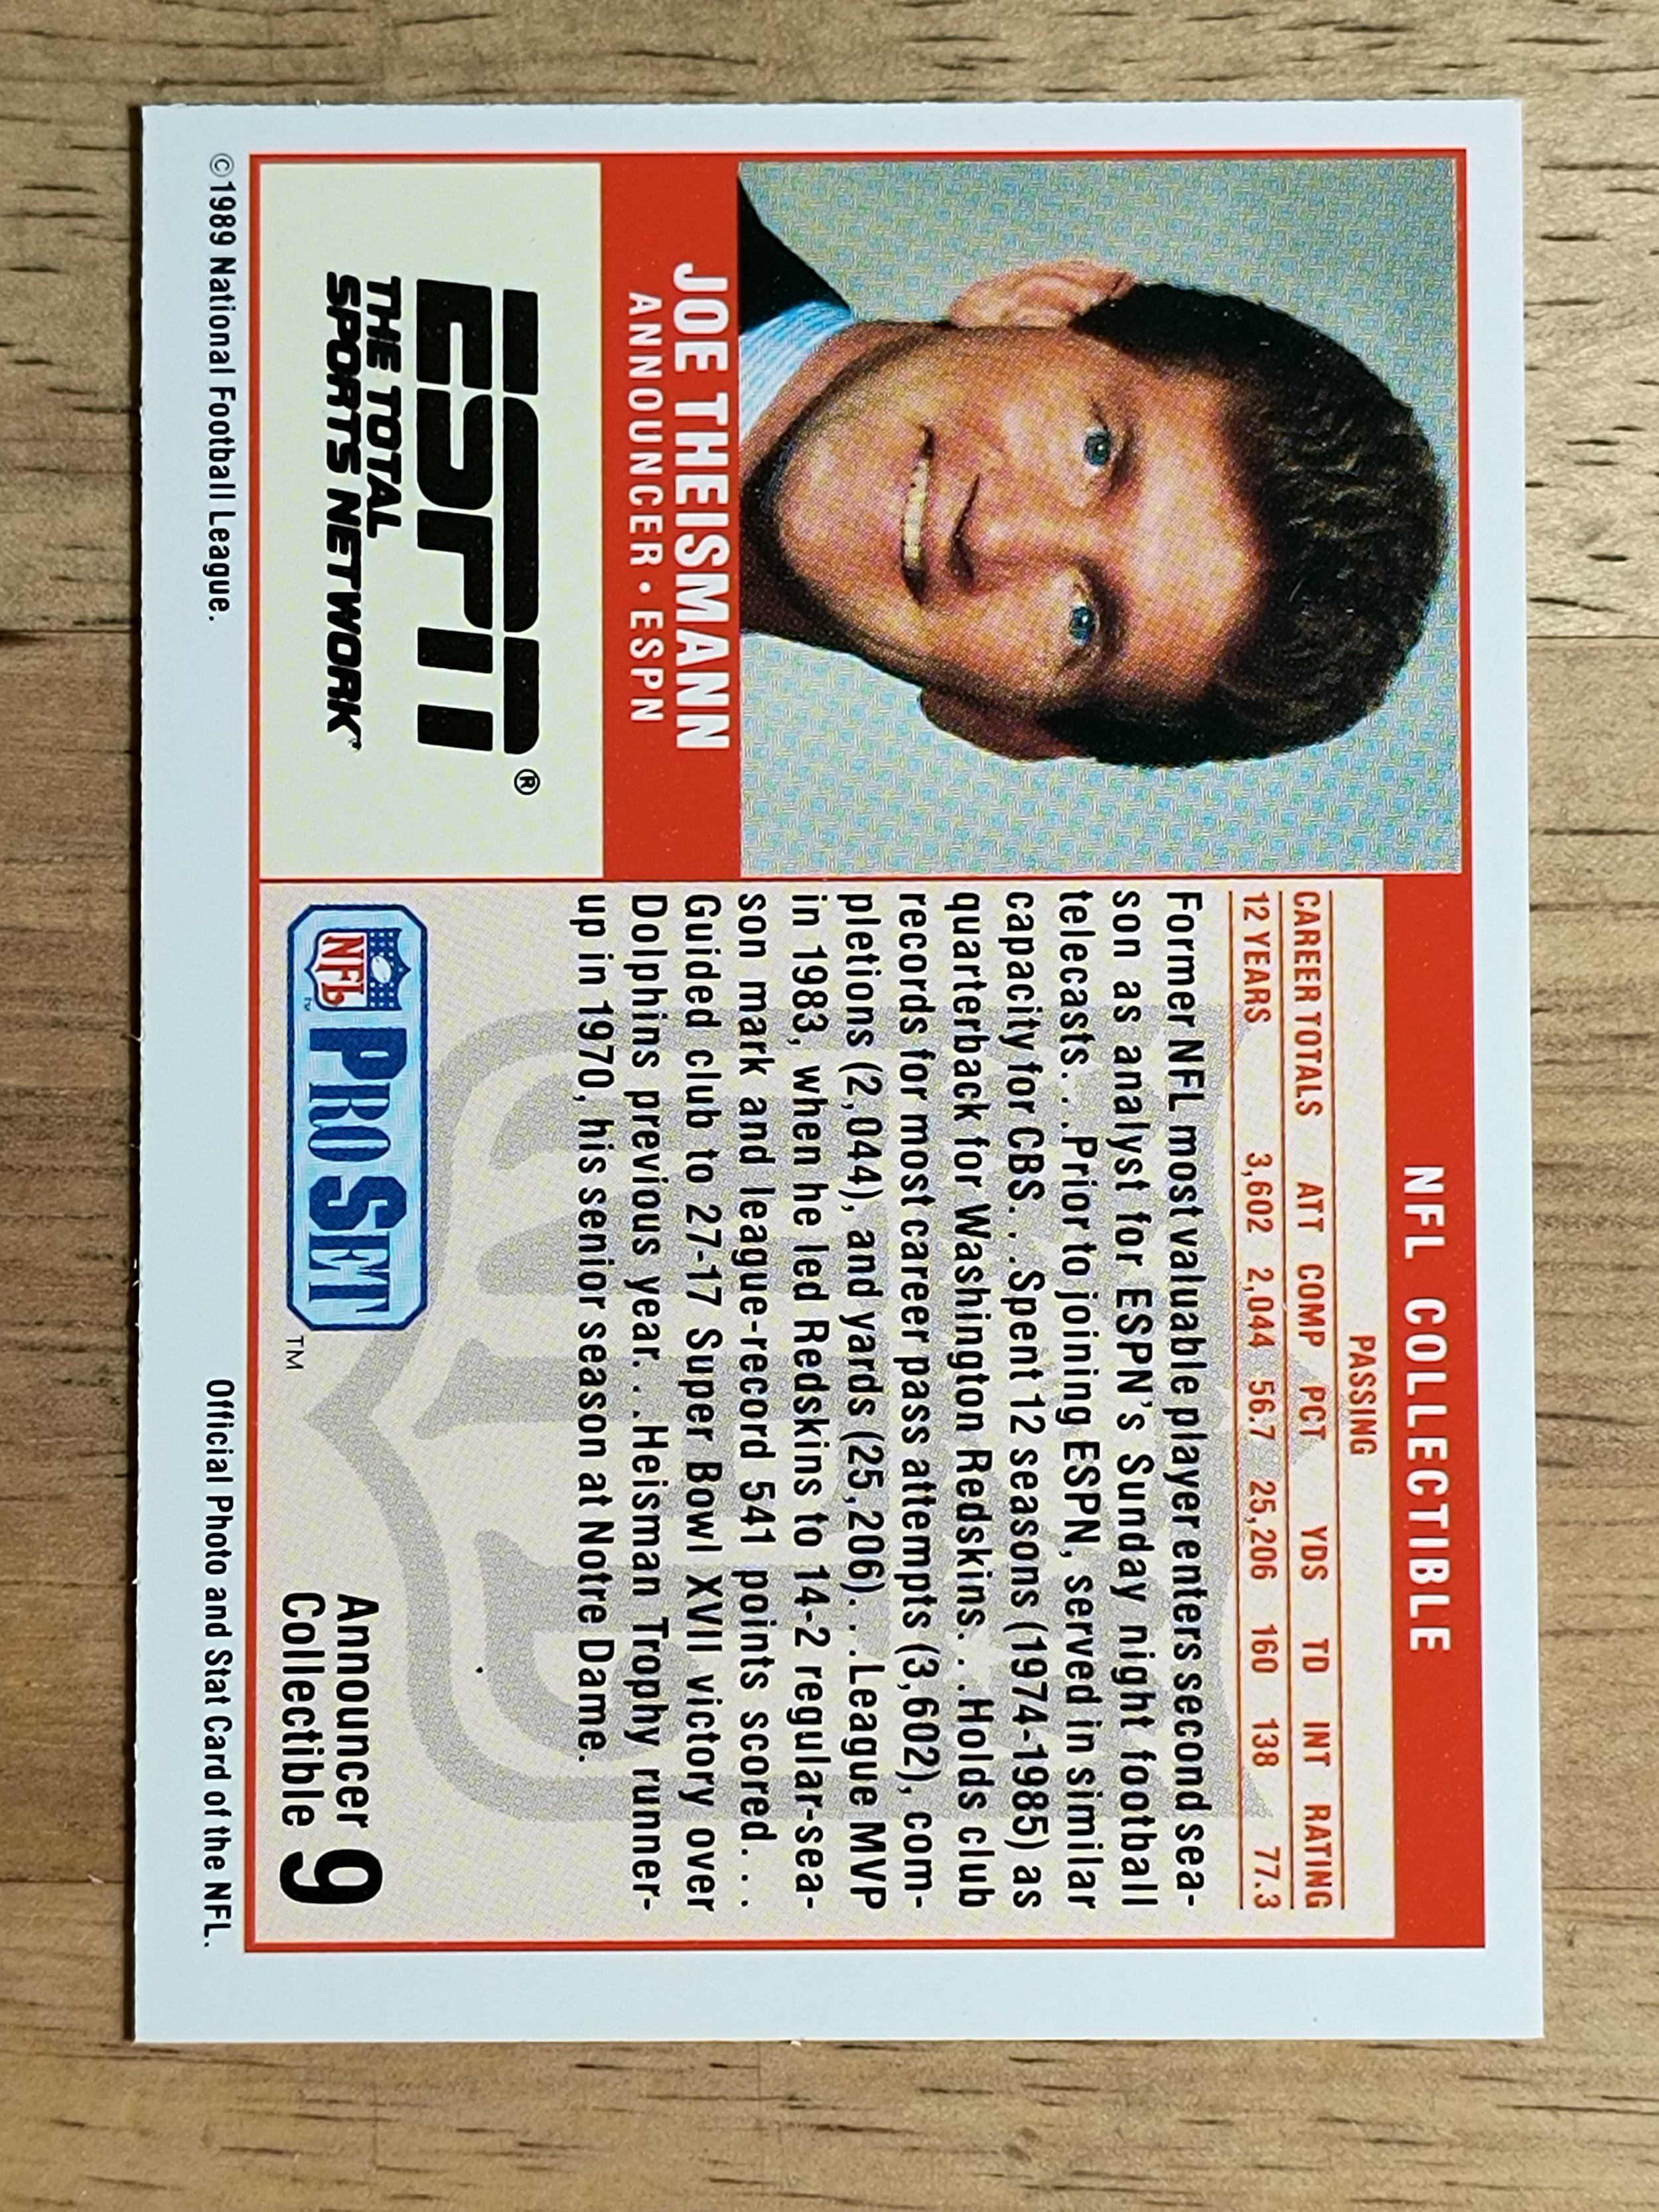 NFL COLLECTIBLE
PASSING
CAREER TOTALS ATT COMP PCT YDS TD INT RATING
12 YEARS 3,602 2,044 56.7 25,206 160 138 77.3
Former NFL most valuable player enters second sea-
son as analyst for ESPN's Sunday night football
telecasts. . .Prior to joining ESPN, served in similar
capacity for CBS. . .Spent 12 seasons (1974-1985) as
quarterback for Washington Redskins. . .Holds club
records for most career pass attempts (3,602), com-
pletions (2,044), and yards (25,206). . .League MVP
in 1983, when he led Redskins to 14-2 regular-sea-
son mark and league-record 541 points scored. . .
Guided club to 27-17 Super Bowl XVII victory over
Dolphins previous year. . .Heisman Trophy runner-
up in 1970, his senior season at Notre Dame.
JOE THEISMANN
ANNOUNCER • ESPN
ESPN®
THE TOTAL
SPORTS NETWORK
NFL PRO SET™
Announcer
Collectible 9
©1989 National Football League.
Official Photo and Stat Card of the NFL.